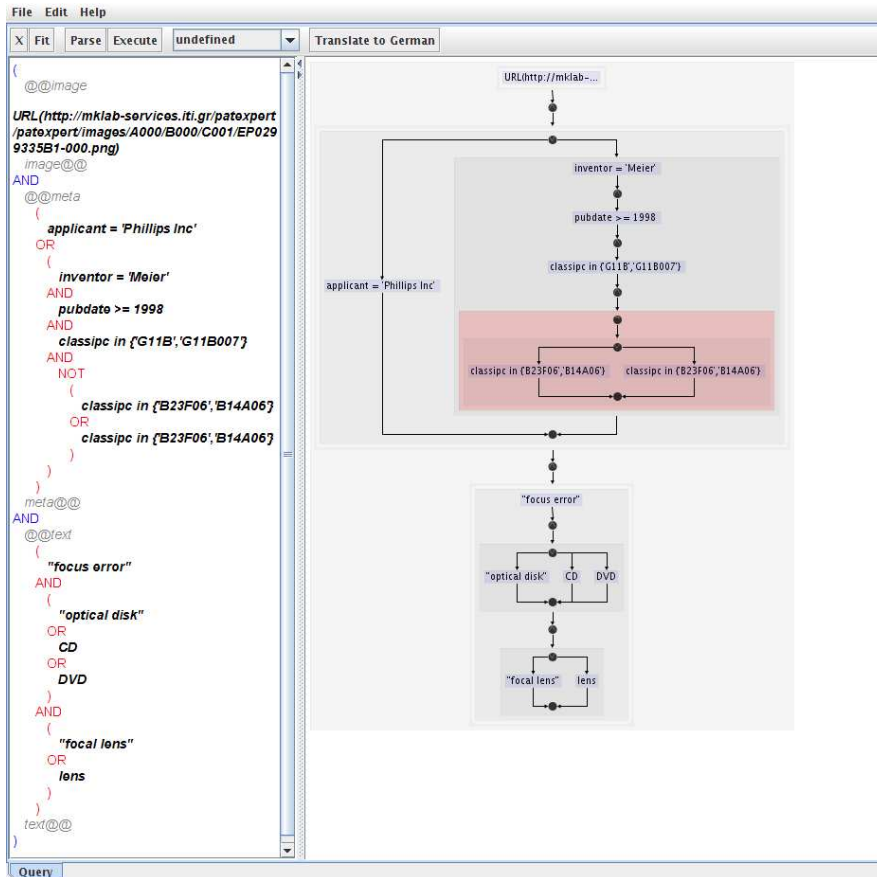 File Edit Help
X Fit Parse Execute undefined Translate to German
(
@@image
URL(http://mklab-services.iti.gr/patexpert
/patexpert/images/A000/B000/C001/EP029
9335B1-000.png)
image@@
AND
@@meta
(
applicant = 'Phillips Inc'
OR
(
inventor = 'Meier'
AND
pubdate >= 1998
AND
classipc in {'G11B','G11B007'}
AND
NOT
(
classipc in {'B23F06','B14A06'}
OR
classipc in {'B23F06','B14A06'}
)
)
)
meta@@
AND
@@text
(
"focus error"
AND
(
"optical disk"
OR
CD
OR
DVD
)
AND
(
"focal lens"
OR
lens
)
)
text@@
)
URL(http://mklab-...
inventor = 'Meier'
pubdate >= 1998
classipc in {'G11B','G11B007'}
applicant = 'Phillips Inc'
classipc in {'B23F06','B14A06'} classipc in {'B23F06','B14A06'}
"focus error"
"optical disk" CD DVD
"focal lens" lens
Query